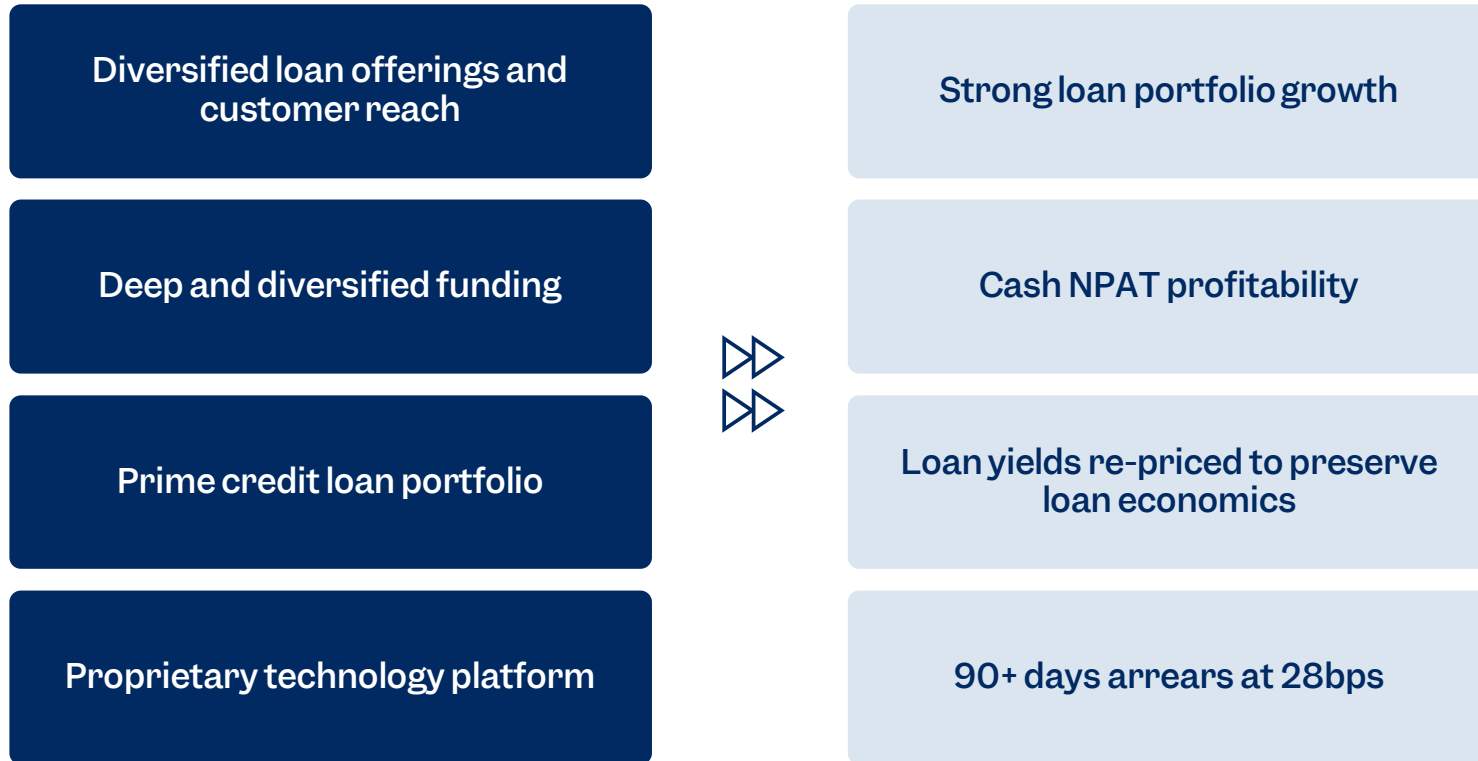 Diversified loan offerings and
customer reach
Strong loan portfolio growth
Deep and diversified funding
Cash NPAT profitability
Prime credit loan portfolio
Loan yields re-priced to preserve
loan economics
Proprietary technology platform
90+ days arrears at 28bps